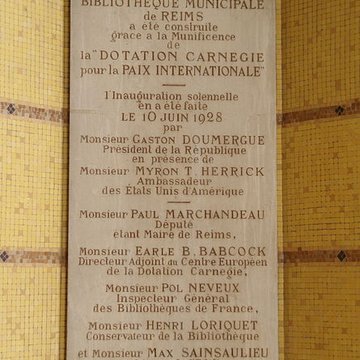 BIBLIOTHÈQUE MUNICIPALE
de REIMS
a été construite
grâce a la Munificence
de
la "DOTATION CARNEGIE
pour la PAIX INTERNATIONALE"
l'Inauguration solennelle
en a été faite
LE 10 JUIN 1928
par
Monsieur GASTON DOUMERGUE
Président de la République
en présence de
Monsieur MYRON T. HERRICK
Ambassadeur
des États Unis d'Amérique
Monsieur PAUL MARCHANDEAU
Député
étant Maire de Reims,
Monsieur EARLE B. BABCOCK
Directeur Adjoint du Centre Européen
de la Dotation Carnegie,
Monsieur POL NEVEUX
Inspecteur Général
des Bibliothèques de France,
Monsieur HENRI LORIQUET
Conservateur de la Bibliothèque
et Monsieur MAX SAINSAULIEU